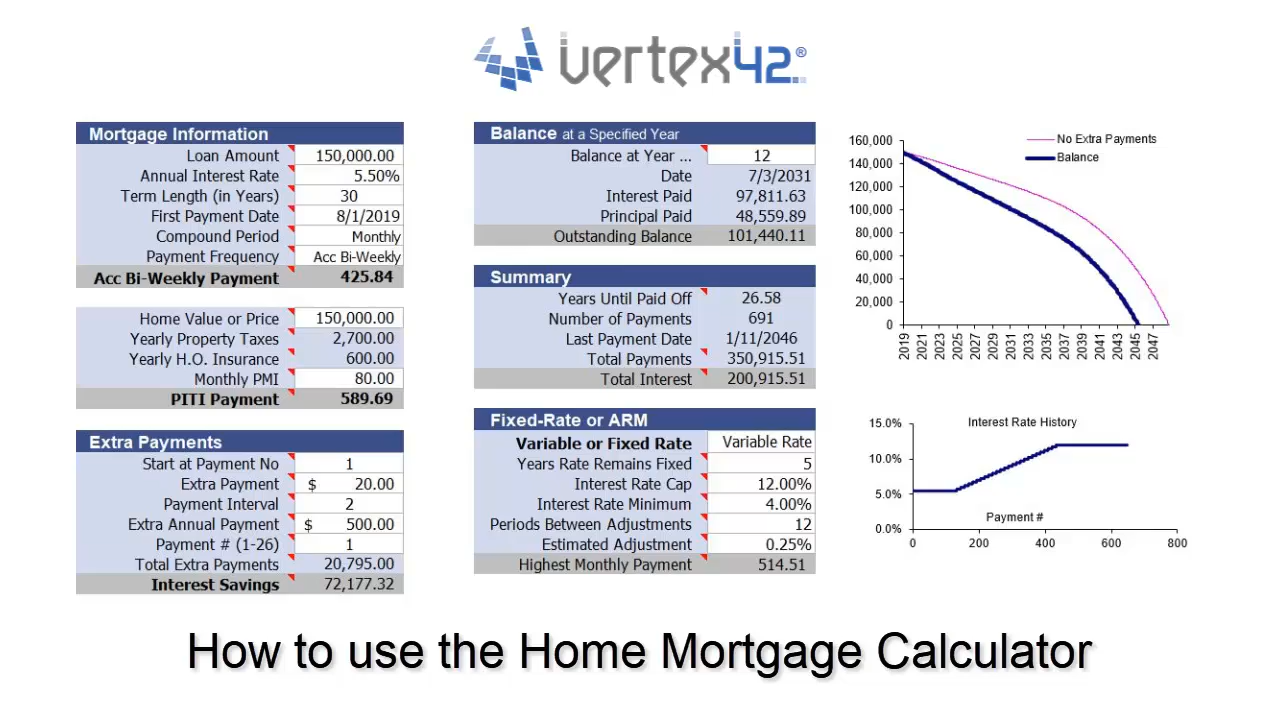 vertex42®
Mortgage Information
Loan Amount 150,000.00
Annual Interest Rate 5.50%
Term Length (in Years) 30
First Payment Date 8/1/2019
Compound Period Monthly
Payment Frequency Acc Bi-Weekly
Acc Bi-Weekly Payment 425.84
Home Value or Price 150,000.00
Yearly Property Taxes 2,700.00
Yearly H.O. Insurance 600.00
Monthly PMI 80.00
PITI Payment 589.69
Extra Payments
Start at Payment No 1
Extra Payment $ 20.00
Payment Interval 2
Extra Annual Payment $ 500.00
Payment # (1-26) 1
Total Extra Payments 20,795.00
Interest Savings 72,177.32
Balance at a Specified Year
Balance at Year ... 12
Date 7/3/2031
Interest Paid 97,811.63
Principal Paid 48,559.89
Outstanding Balance 101,440.11
Summary
Years Until Paid Off 26.58
Number of Payments 691
Last Payment Date 1/11/2046
Total Payments 350,915.51
Total Interest 200,915.51
Fixed-Rate or ARM
Variable or Fixed Rate Variable Rate
Years Rate Remains Fixed 5
Interest Rate Cap 12.00%
Interest Rate Minimum 4.00%
Periods Between Adjustments 12
Estimated Adjustment 0.25%
Highest Monthly Payment 514.51
No Extra Payments
Balance
160,000
140,000
120,000
100,000
80,000
60,000
40,000
20,000
0
2019 2021 2023 2025 2027 2029 2031 2033 2035 2037 2039 2041 2043 2045 2047
Interest Rate History
15.0%
10.0%
5.0%
0.0%
Payment #
0 200 400 600 800
How to use the Home Mortgage Calculator